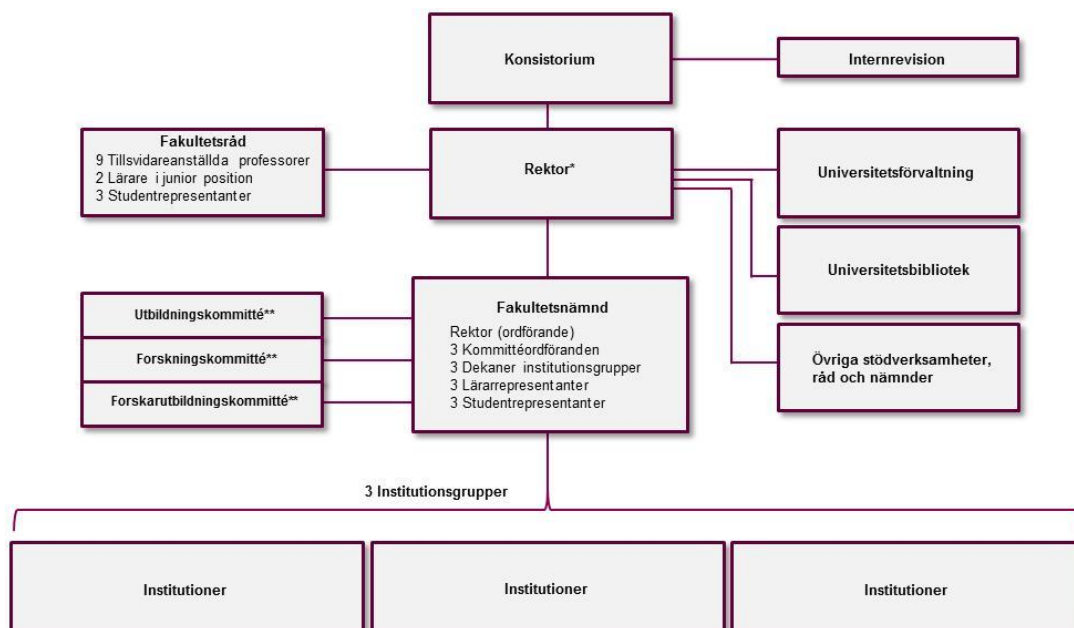 Konsistorium
Internrevision
Fakultetsråd
9 Tillsvidareanställda professorer
2 Lärare i junior position
3 Studentrepresentanter
Rektor*
Universitetsförvaltning
Universitetsbibliotek
Övriga stödverksamheter,
råd och nämnder
Utbildningskommitté**
Forskningskommitté**
Forskarutbildningskommitté**
Fakultetsnämnd
Rektor (ordförande)
3 Kommittéordföranden
3 Dekaner institutionsgrupper
3 Lärarrepresentanter
3 Studentrepresentanter
3 Institutionsgrupper
Institutioner
Institutioner
Institutioner